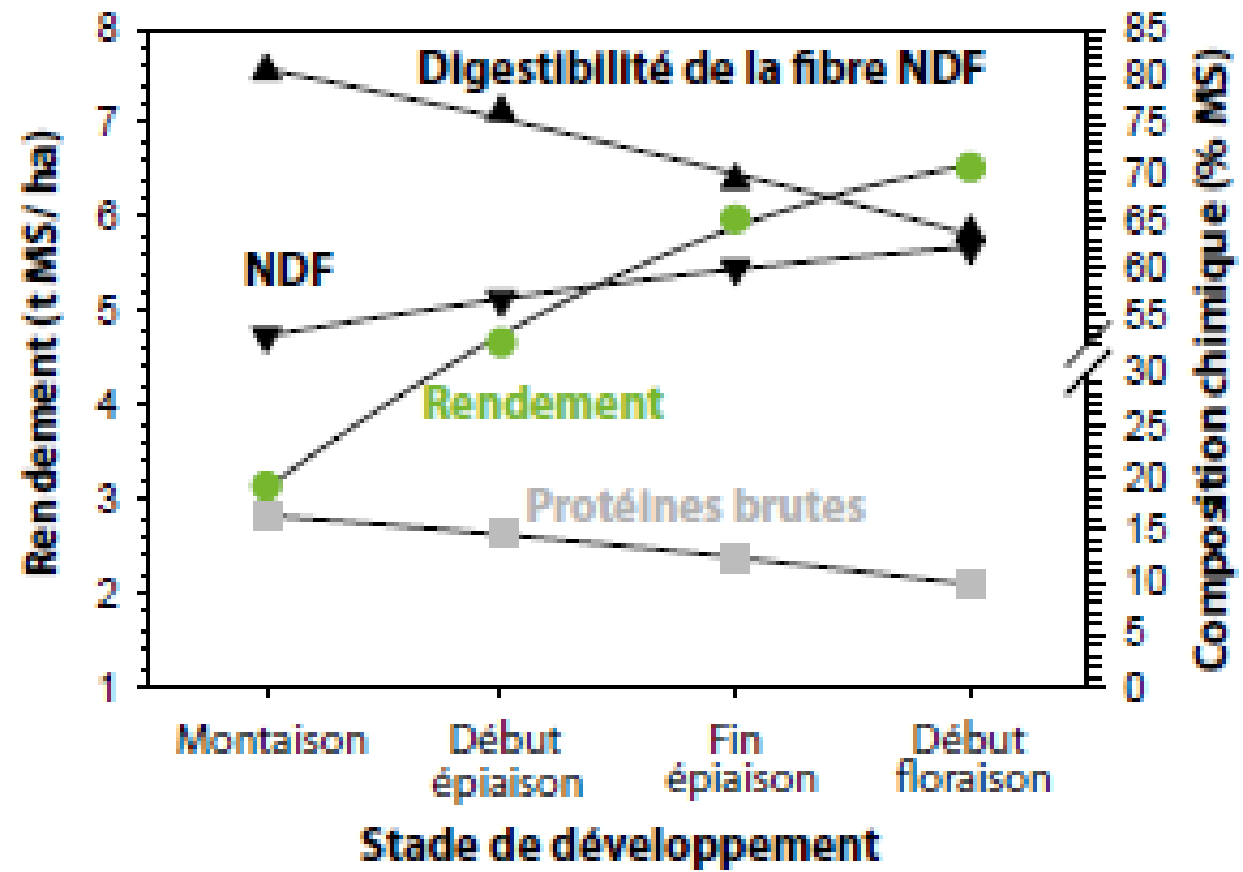 Digestibilité de la fibre NDF
NDF
Rendement
Protéines brutes
Rendement (t MS/ ha)
8
7
6
5
4
3
2
1
Composition chimique (% MS)
85
80
75
70
65
60
55
30
25
20
15
10
5
0
Montaison
Début
épiaison
Fin
épiaison
Début
floraison
Stade de développement